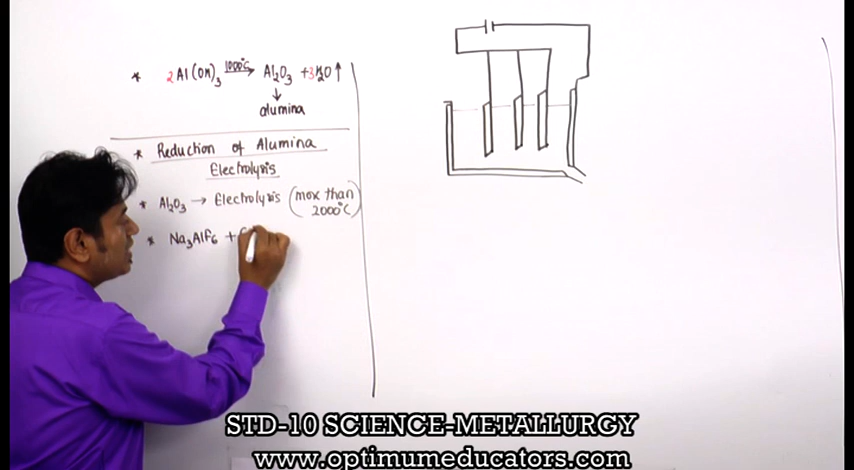 * 2Al(OH)₃ 1000°C → Al₂O₃ + 3H₂O ↑
↓
alumina
* Reduction of Alumina
Electrolysis
* Al₂O₃ → Electrolysis (mox than
2000°C)
* Na₃AlF₆ +
STD-10 SCIENCE-METALLURGY
www.optimumeducators.com